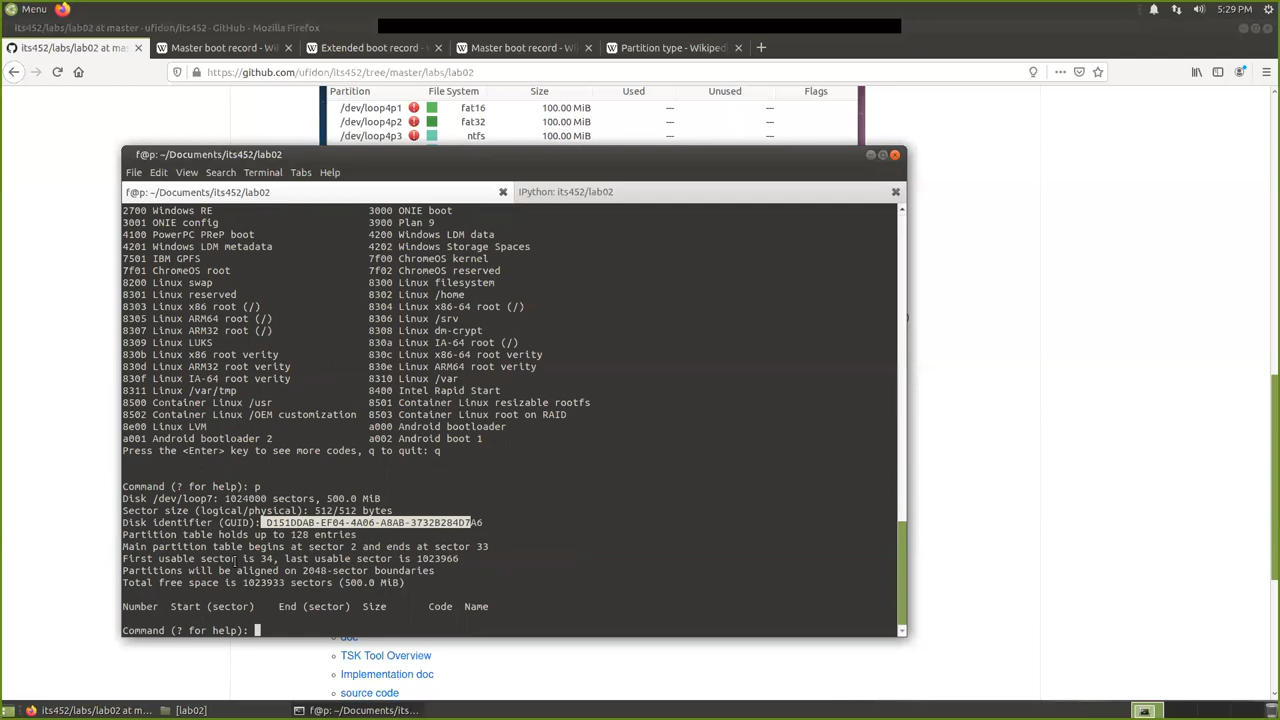 Menu
5:29 PM
its452/labs/lab02 at master · ufidon/its452 · GitHub - Mozilla Firefox
its452/labs/lab02 at mas
Master boot record - Wi
Extended boot record -
Master boot record - Wi
Partition type - Wikiped
https://github.com/ufidon/its452/tree/master/labs/lab02
Partition File System Size Used Unused Flags
/dev/loop4p1 fat16 100.00 MiB --- ---
/dev/loop4p2 fat32 100.00 MiB --- ---
/dev/loop4p3 ntfs 100.00 MiB --- ---
f@p: ~/Documents/its452/lab02
File Edit View Search Terminal Tabs Help
f@p: ~/Documents/its452/lab02
IPython: its452/lab02
2700 Windows RE 3000 ONIE boot
3001 ONIE config 3900 Plan 9
4100 PowerPC PReP boot 4200 Windows LDM data
4201 Windows LDM metadata 4202 Windows Storage Spaces
7501 IBM GPFS 7f00 ChromeOS kernel
7f01 ChromeOS root 7f02 ChromeOS reserved
8200 Linux swap 8300 Linux filesystem
8301 Linux reserved 8302 Linux /home
8303 Linux x86 root (/) 8304 Linux x86-64 root (/)
8305 Linux ARM64 root (/) 8306 Linux /srv
8307 Linux ARM32 root (/) 8308 Linux dm-crypt
8309 Linux LUKS 830a Linux IA-64 root (/)
830b Linux x86 root verity 830c Linux x86-64 root verity
830d Linux ARM32 root verity 830e Linux ARM64 root verity
830f Linux IA-64 root verity 8310 Linux /var
8311 Linux /var/tmp 8400 Intel Rapid Start
8500 Container Linux /usr 8501 Container Linux resizable rootfs
8502 Container Linux /OEM customization 8503 Container Linux root on RAID
8e00 Linux LVM a000 Android bootloader
a001 Android bootloader 2 a002 Android boot 1
Press the <Enter> key to see more codes, q to quit: q
Command (? for help): p
Disk /dev/loop7: 1024000 sectors, 500.0 MiB
Sector size (logical/physical): 512/512 bytes
Disk identifier (GUID): D151DDAB-EF04-4A06-A8AB-3732B284D7A6
Partition table holds up to 128 entries
Main partition table begins at sector 2 and ends at sector 33
First usable sector is 34, last usable sector is 1023966
Partitions will be aligned on 2048-sector boundaries
Total free space is 1023933 sectors (500.0 MiB)
Number Start (sector) End (sector) Size Code Name
Command (? for help):
doc
TSK Tool Overview
Implementation doc
source code
its452/labs/lab02 at mas...
[lab02]
f@p: ~/Documents/its...